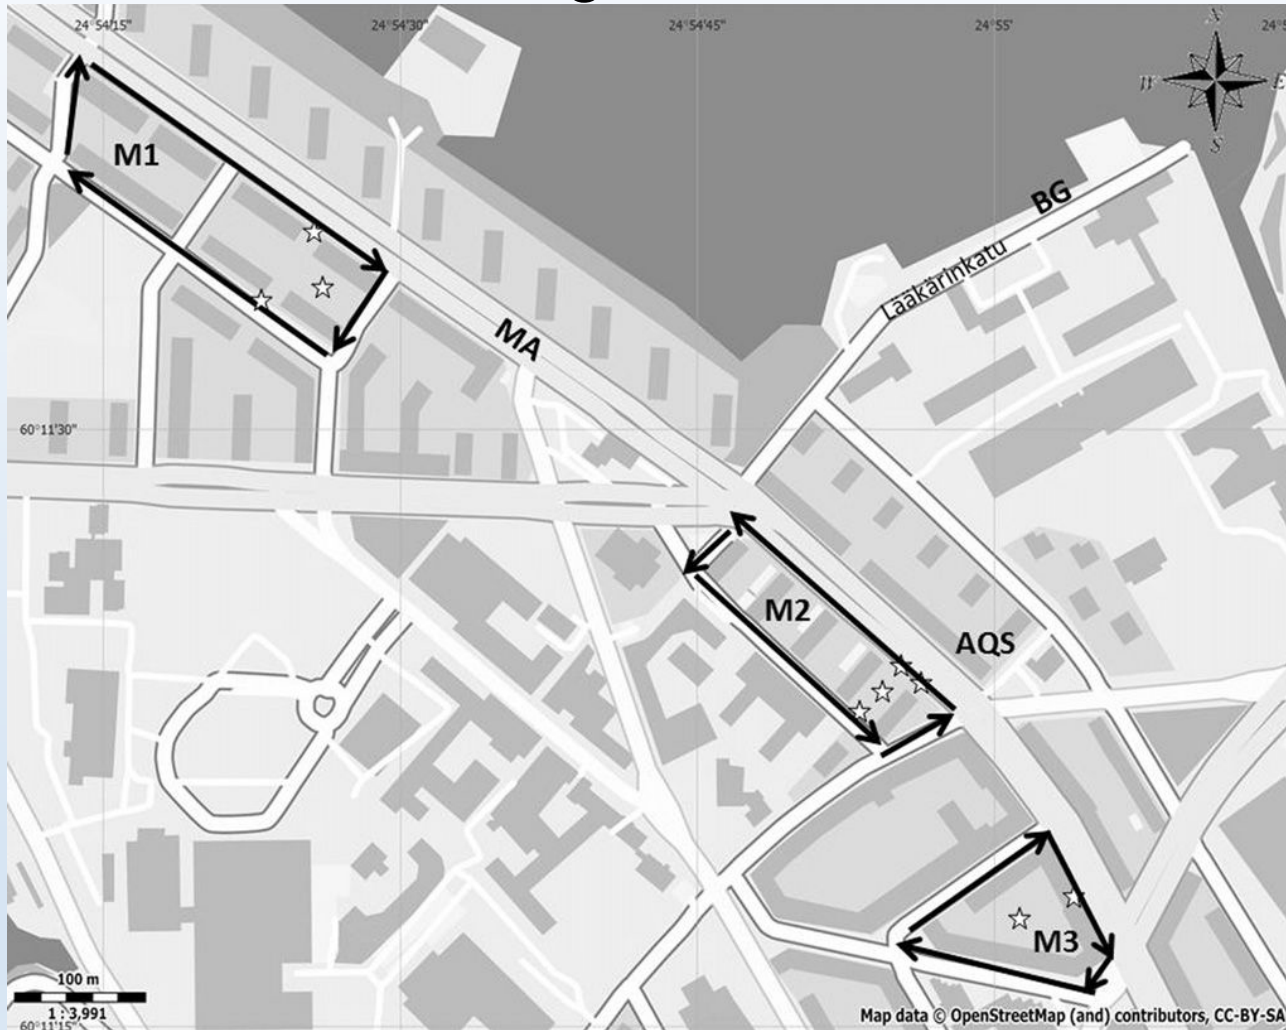 24°54'15"
24°54'30"
24°54'45"
24°55'
N
W
E
S
M1
BG
Lääkärinkatu
MA
60°11'30"
M2
AQS
M3
100 m
1 : 3,991
60°11'15"
Map data © OpenStreetMap (and) contributors, CC-BY-SA